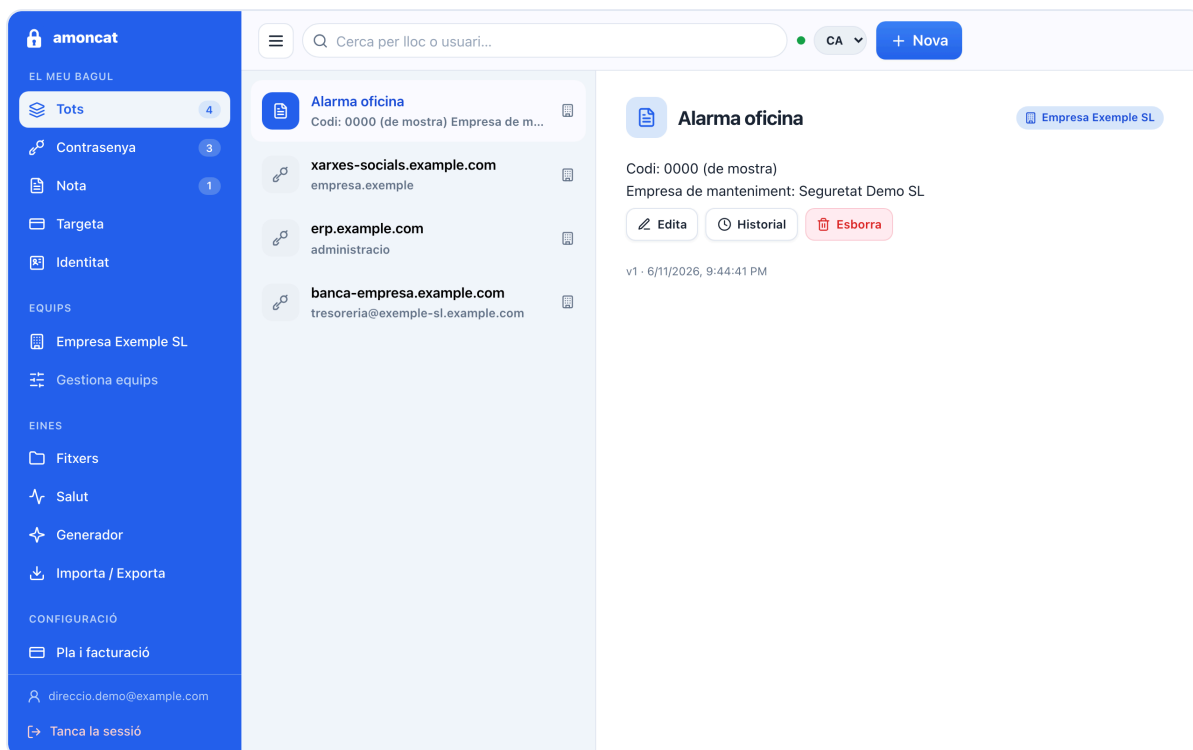 amoncat
EL MEU BAGUL
Tots 4
Contrasenya 3
Nota 1
Targeta
Identitat
EQUIPS
Empresa Exemple SL
Gestiona equips
EINES
Fitxers
Salut
Generador
Importa / Exporta
CONFIGURACIÓ
Pla i facturació
direccio.demo@example.com
Tanca la sessió
Cerca per lloc o usuari...
CA
+ Nova
Alarma oficina
Codi: 0000 (de mostra) Empresa de m...
xarxes-socials.example.com
empresa.exemple
erp.example.com
administracio
banca-empresa.example.com
tresoreria@exemple-sl.example.com
Alarma oficina
Empresa Exemple SL
Codi: 0000 (de mostra)
Empresa de manteniment: Seguretat Demo SL
Edita Historial Esborra
v1 · 6/11/2026, 9:44:41 PM